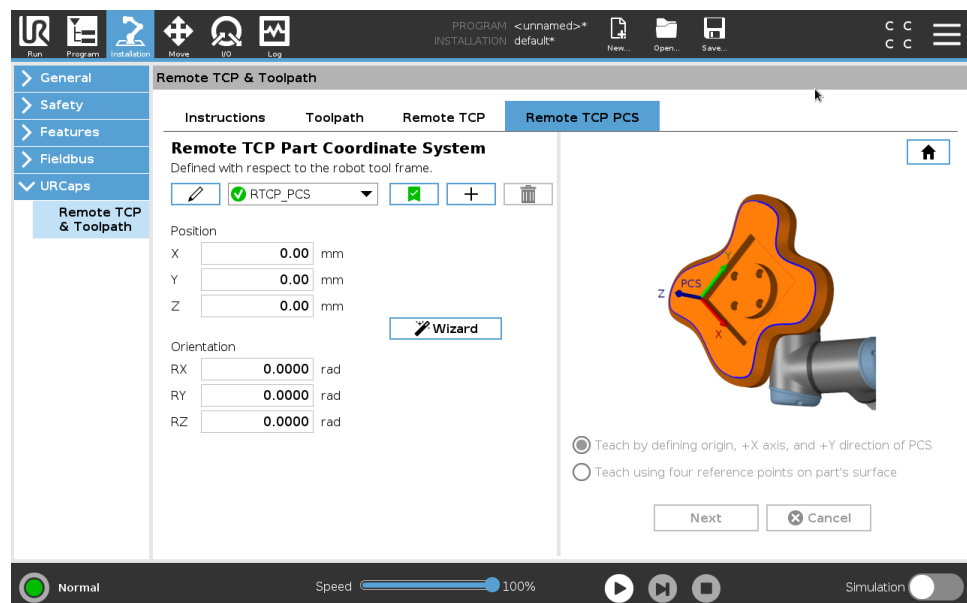 PROGRAM <unnamed>*
INSTALLATION default*
Run Program Installation Move I/O Log New... Open... Save...
C C
C C
General
Safety
Features
Fieldbus
URCaps
Remote TCP
& Toolpath
Remote TCP & Toolpath
Instructions Toolpath Remote TCP Remote TCP PCS
Remote TCP Part Coordinate System
Defined with respect to the robot tool frame.
RTCP_PCS
Position
X 0.00 mm
Y 0.00 mm
Z 0.00 mm
Wizard
Orientation
RX 0.0000 rad
RY 0.0000 rad
RZ 0.0000 rad
Y
PCS
Z
X
Teach by defining origin, +X axis, and +Y direction of PCS
Teach using four reference points on part's surface
Next Cancel
Normal Speed 100% Simulation